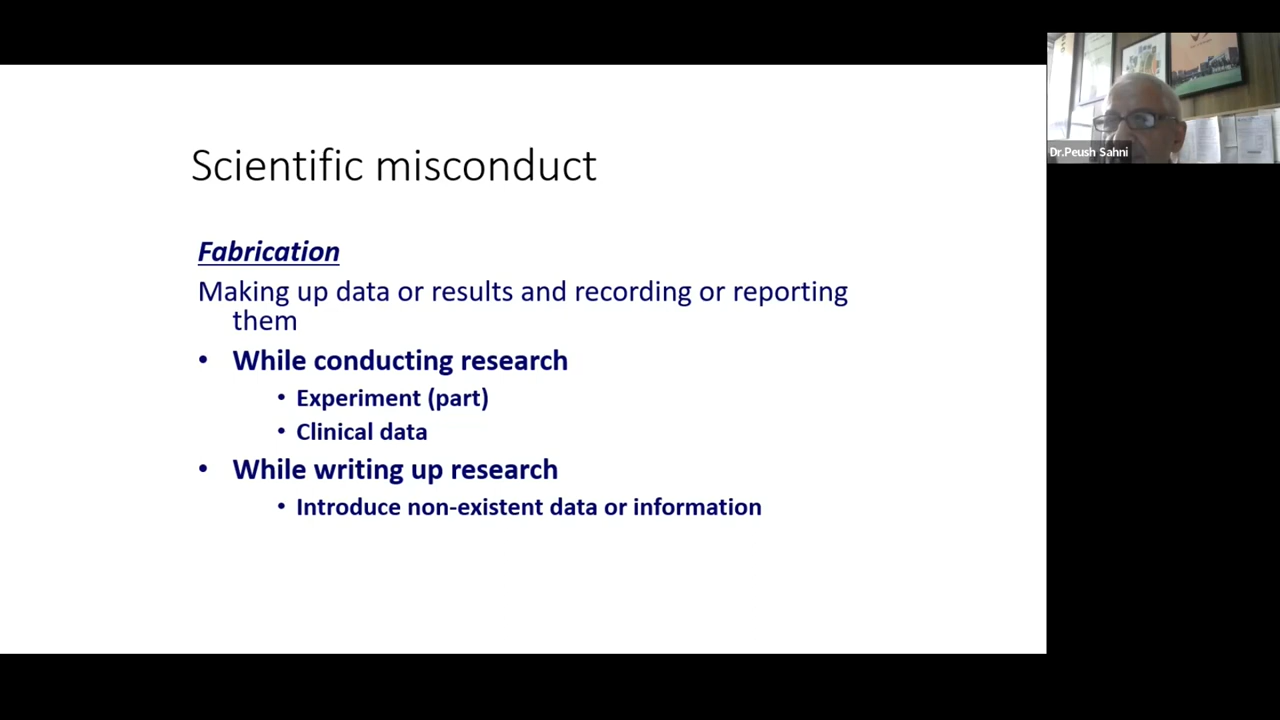 Scientific misconduct
Fabrication
Making up data or results and recording or reporting
them
• While conducting research
• Experiment (part)
• Clinical data
• While writing up research
• Introduce non-existent data or information
Dr.Peush Sahni